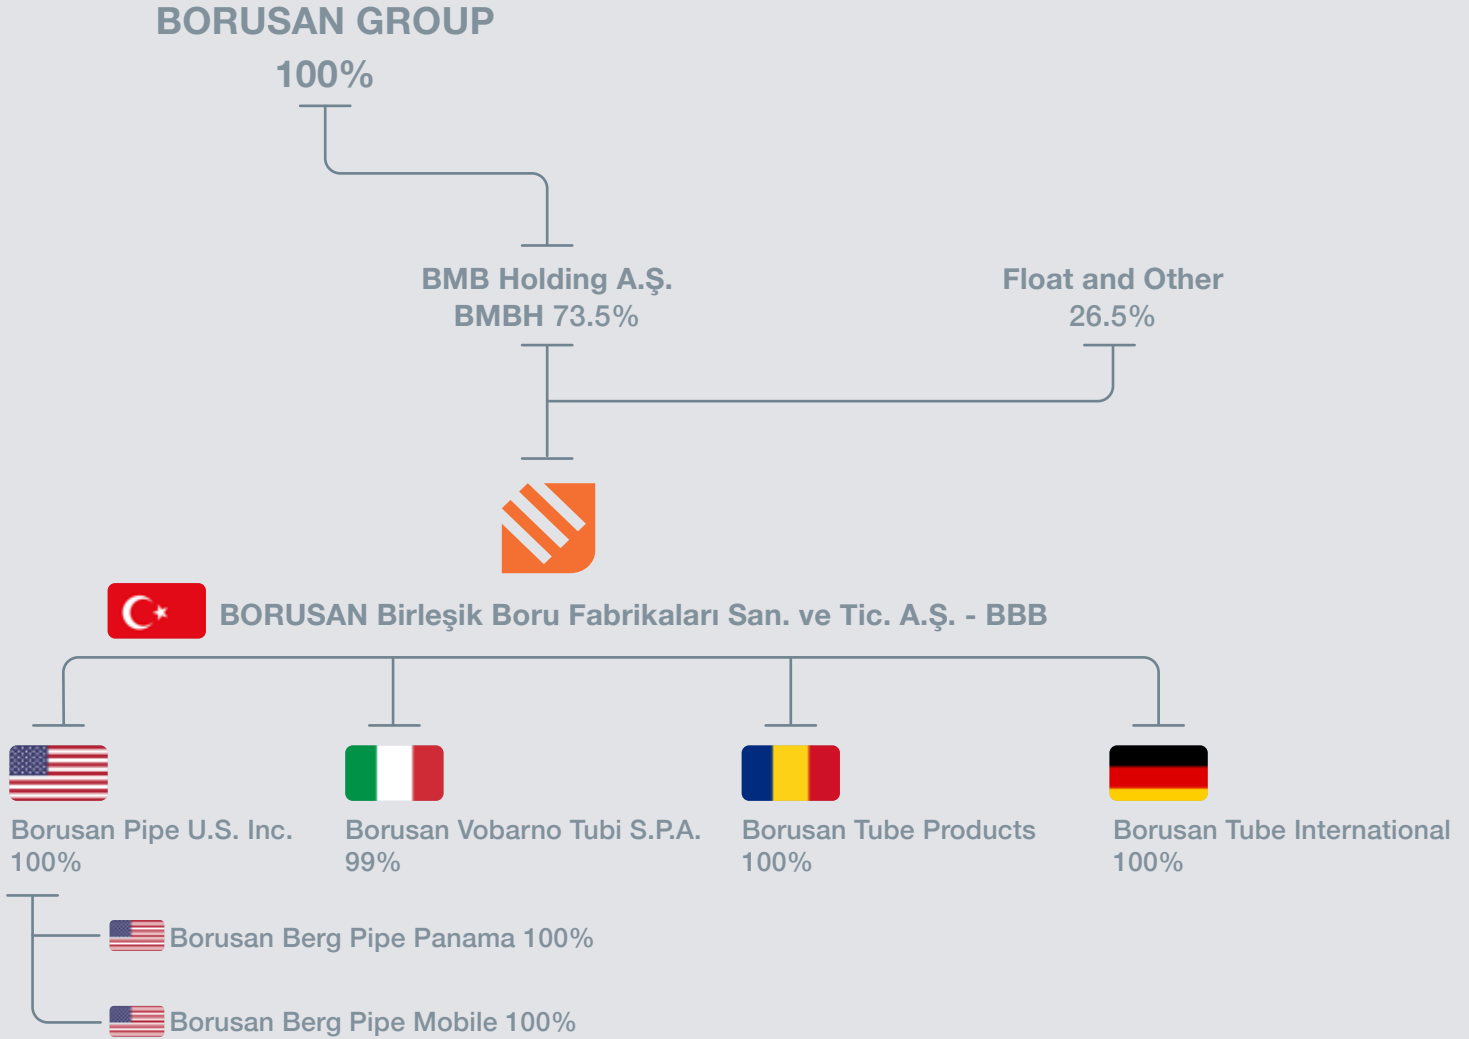 BORUSAN GROUP
100%
BMB Holding A.Ş.
BMBH 73.5%
Float and Other
26.5%
BORUSAN Birleşik Boru Fabrikaları San. ve Tic. A.Ş. - BBB
Borusan Pipe U.S. Inc.
100%
Borusan Vobarno Tubi S.P.A.
99%
Borusan Tube Products
100%
Borusan Tube International
100%
Borusan Berg Pipe Panama 100%
Borusan Berg Pipe Mobile 100%